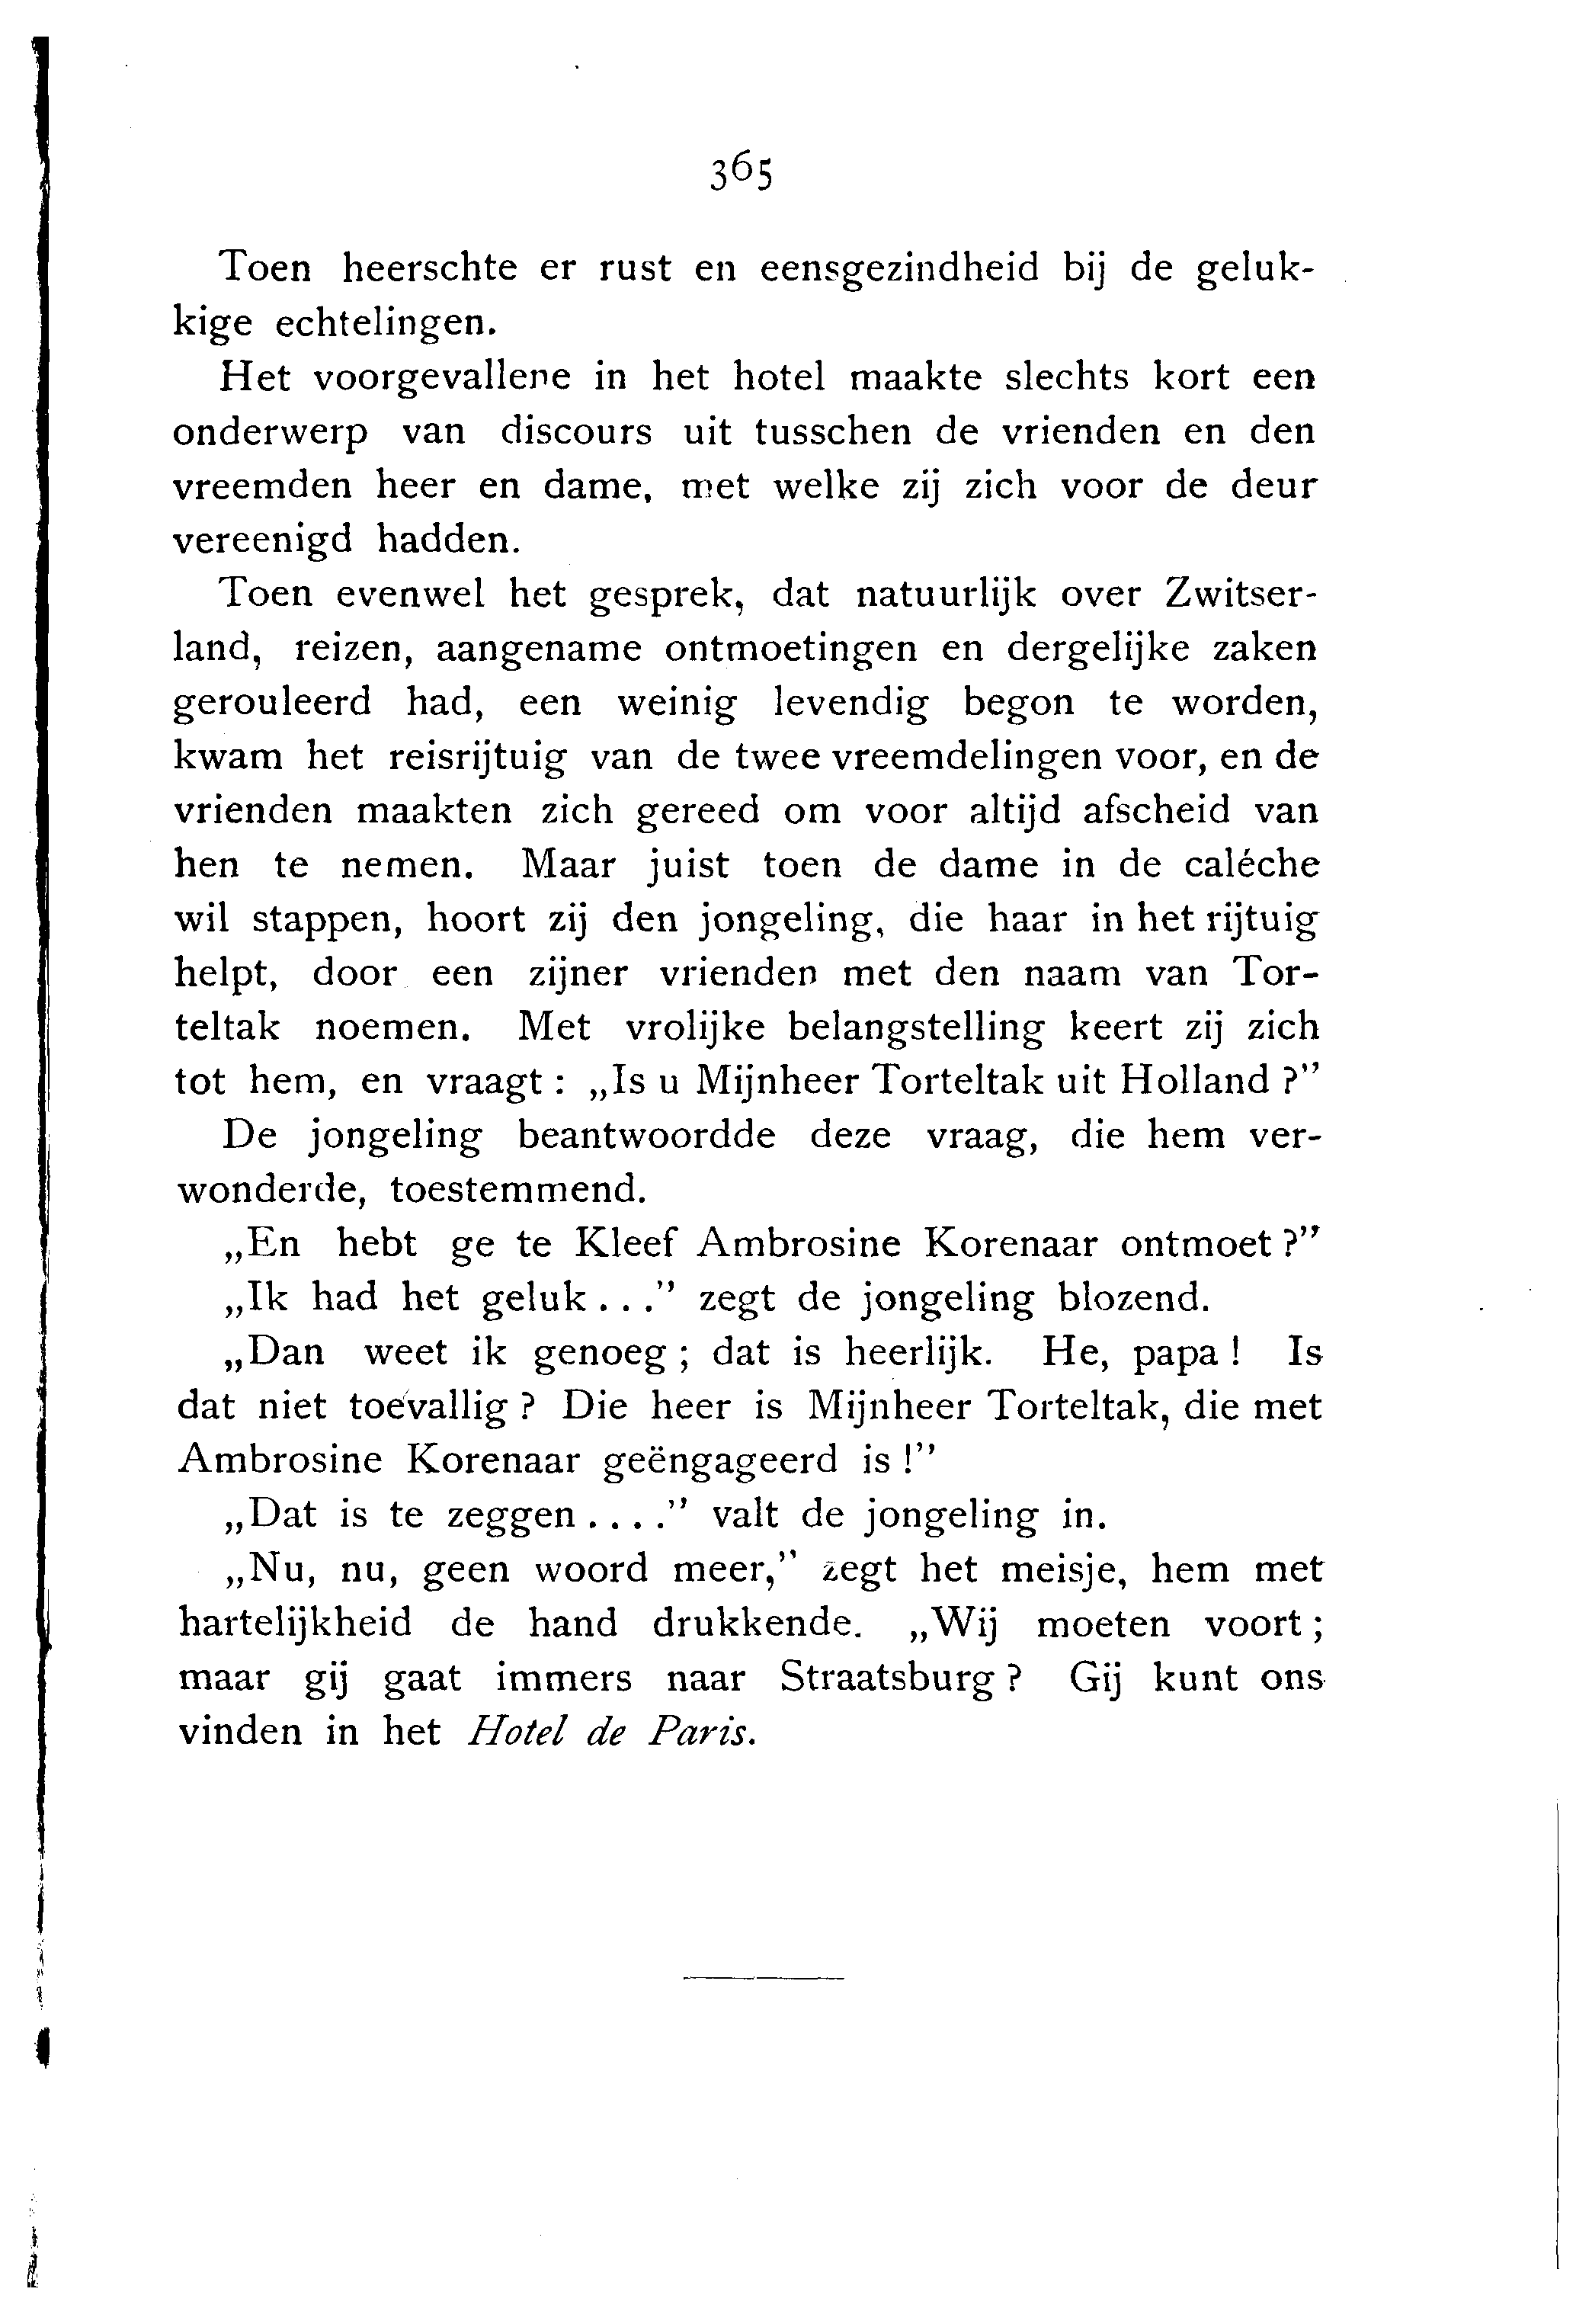 365
Toen heerschte er rust en eensgezindheid bij de geluk-
kige echtelingen.
Het voorgevallene in het hotel maakte slechts kort een
onderwerp van discours uit tusschen de vrienden en den
vreemden heer en dame, met welke zij zich voor de deur
vereenigd hadden.
Toen evenwel het gesprek, dat natuurlijk over Zwitser-
land, reizen, aangename ontmoetingen en dergelijke zaken
gerouleerd had, een weinig levendig begon te worden,
kwam het reisrijtuig van de twee vreemdelingen voor, en de
vrienden maakten zich gereed om voor altijd afscheid van
hen te nemen. Maar juist toen de dame in de caléche
wil stappen, hoort zij den jongeling, die haar in het rijtuig
helpt, door een zijner vrienden met den naam van Tor-
teltak noemen. Met vrolijke belangstelling keert zij zich
tot hem, en vraagt : „Is u Mijnheer Torteltak uit Holland ?”
De jongeling beantwoordde deze vraag, die hem ver-
wonderde, toestemmend.
„En hebt ge te Kleef Ambrosine Korenaar ontmoet ?”
„Ik had het geluk . . .” zegt de jongeling blozend.
„Dan weet ik genoeg ; dat is heerlijk. He, papa ! Is
dat niet toevallig ? Die heer is Mijnheer Torteltak, die met
Ambrosine Korenaar geëngageerd is !”
„Dat is te zeggen . . . .” valt de jongeling in.
„Nu, nu, geen woord meer,” zegt het meisje, hem met
hartelijkheid de hand drukkende. „Wij moeten voort ;
maar gij gaat immers naar Straatsburg ? Gij kunt ons
vinden in het Hotel de Paris.